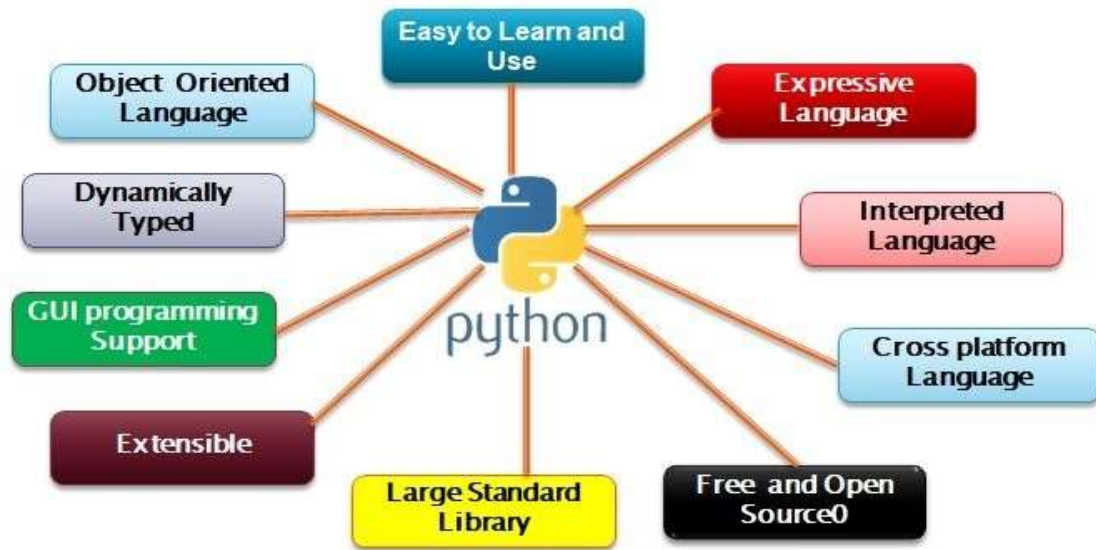 Easy to Learn and
Use
Expressive
Language
Interpreted
Language
Cross platform
Language
Free and Open
Source0
Large Standard
Library
Extensible
GUI programming
Support
Dynamically
Typed
Object Oriented
Language
python